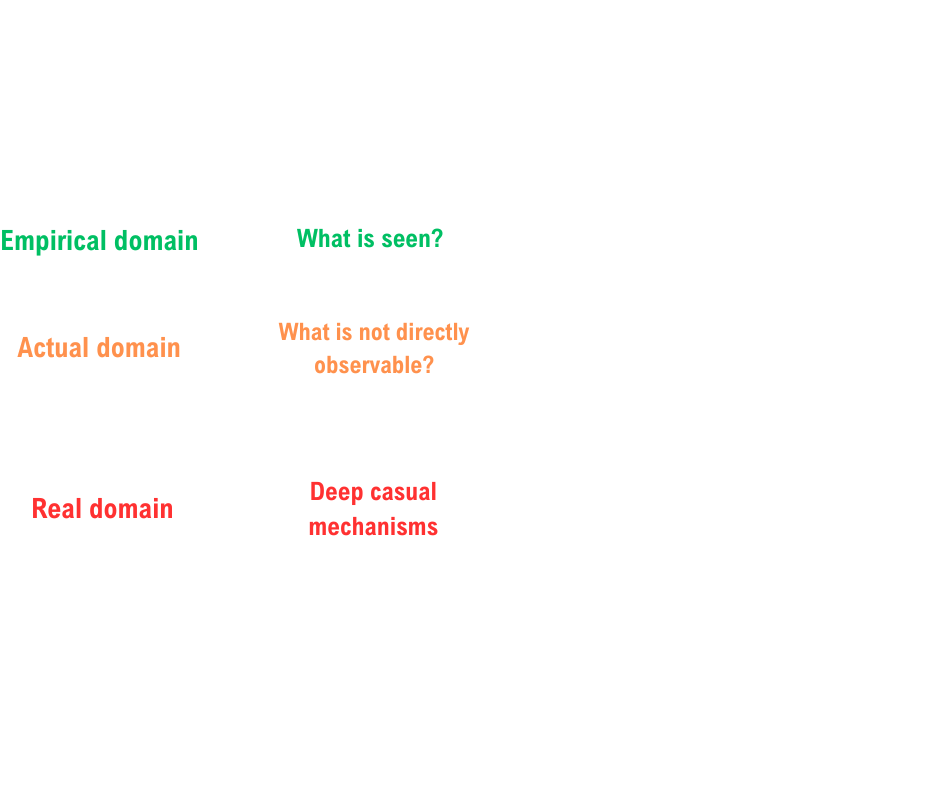 Empirical domain
What is seen?
Actual domain
What is not directly
observable?
Real domain
Deep casual
mechanisms